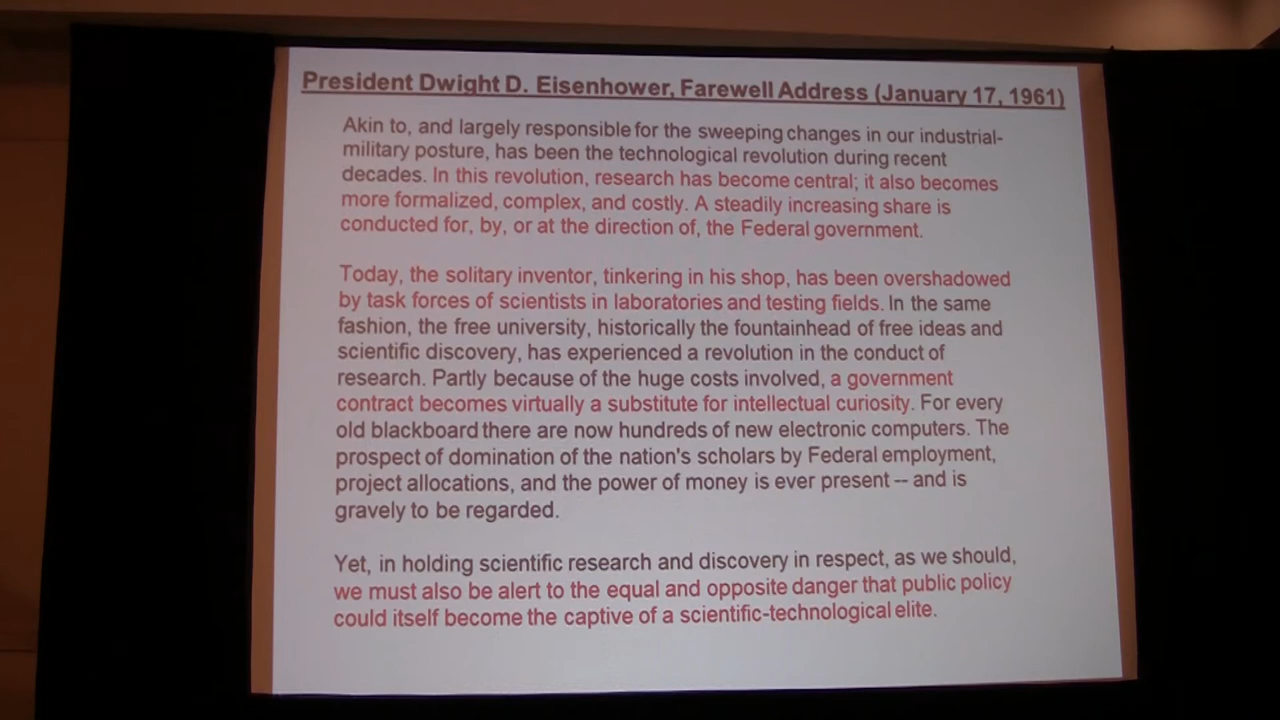 President Dwight D. Eisenhower, Farewell Address (January 17, 1961)
Akin to, and largely responsible for the sweeping changes in our industrial-
military posture, has been the technological revolution during recent
decades. In this revolution, research has become central; it also becomes
more formalized, complex, and costly. A steadily increasing share is
conducted for, by, or at the direction of, the Federal government.
Today, the solitary inventor, tinkering in his shop, has been overshadowed
by task forces of scientists in laboratories and testing fields. In the same
fashion, the free university, historically the fountainhead of free ideas and
scientific discovery, has experienced a revolution in the conduct of
research. Partly because of the huge costs involved, a government
contract becomes virtually a substitute for intellectual curiosity. For every
old blackboard there are now hundreds of new electronic computers. The
prospect of domination of the nation's scholars by Federal employment,
project allocations, and the power of money is ever present -- and is
gravely to be regarded.
Yet, in holding scientific research and discovery in respect, as we should,
we must also be alert to the equal and opposite danger that public policy
could itself become the captive of a scientific-technological elite.